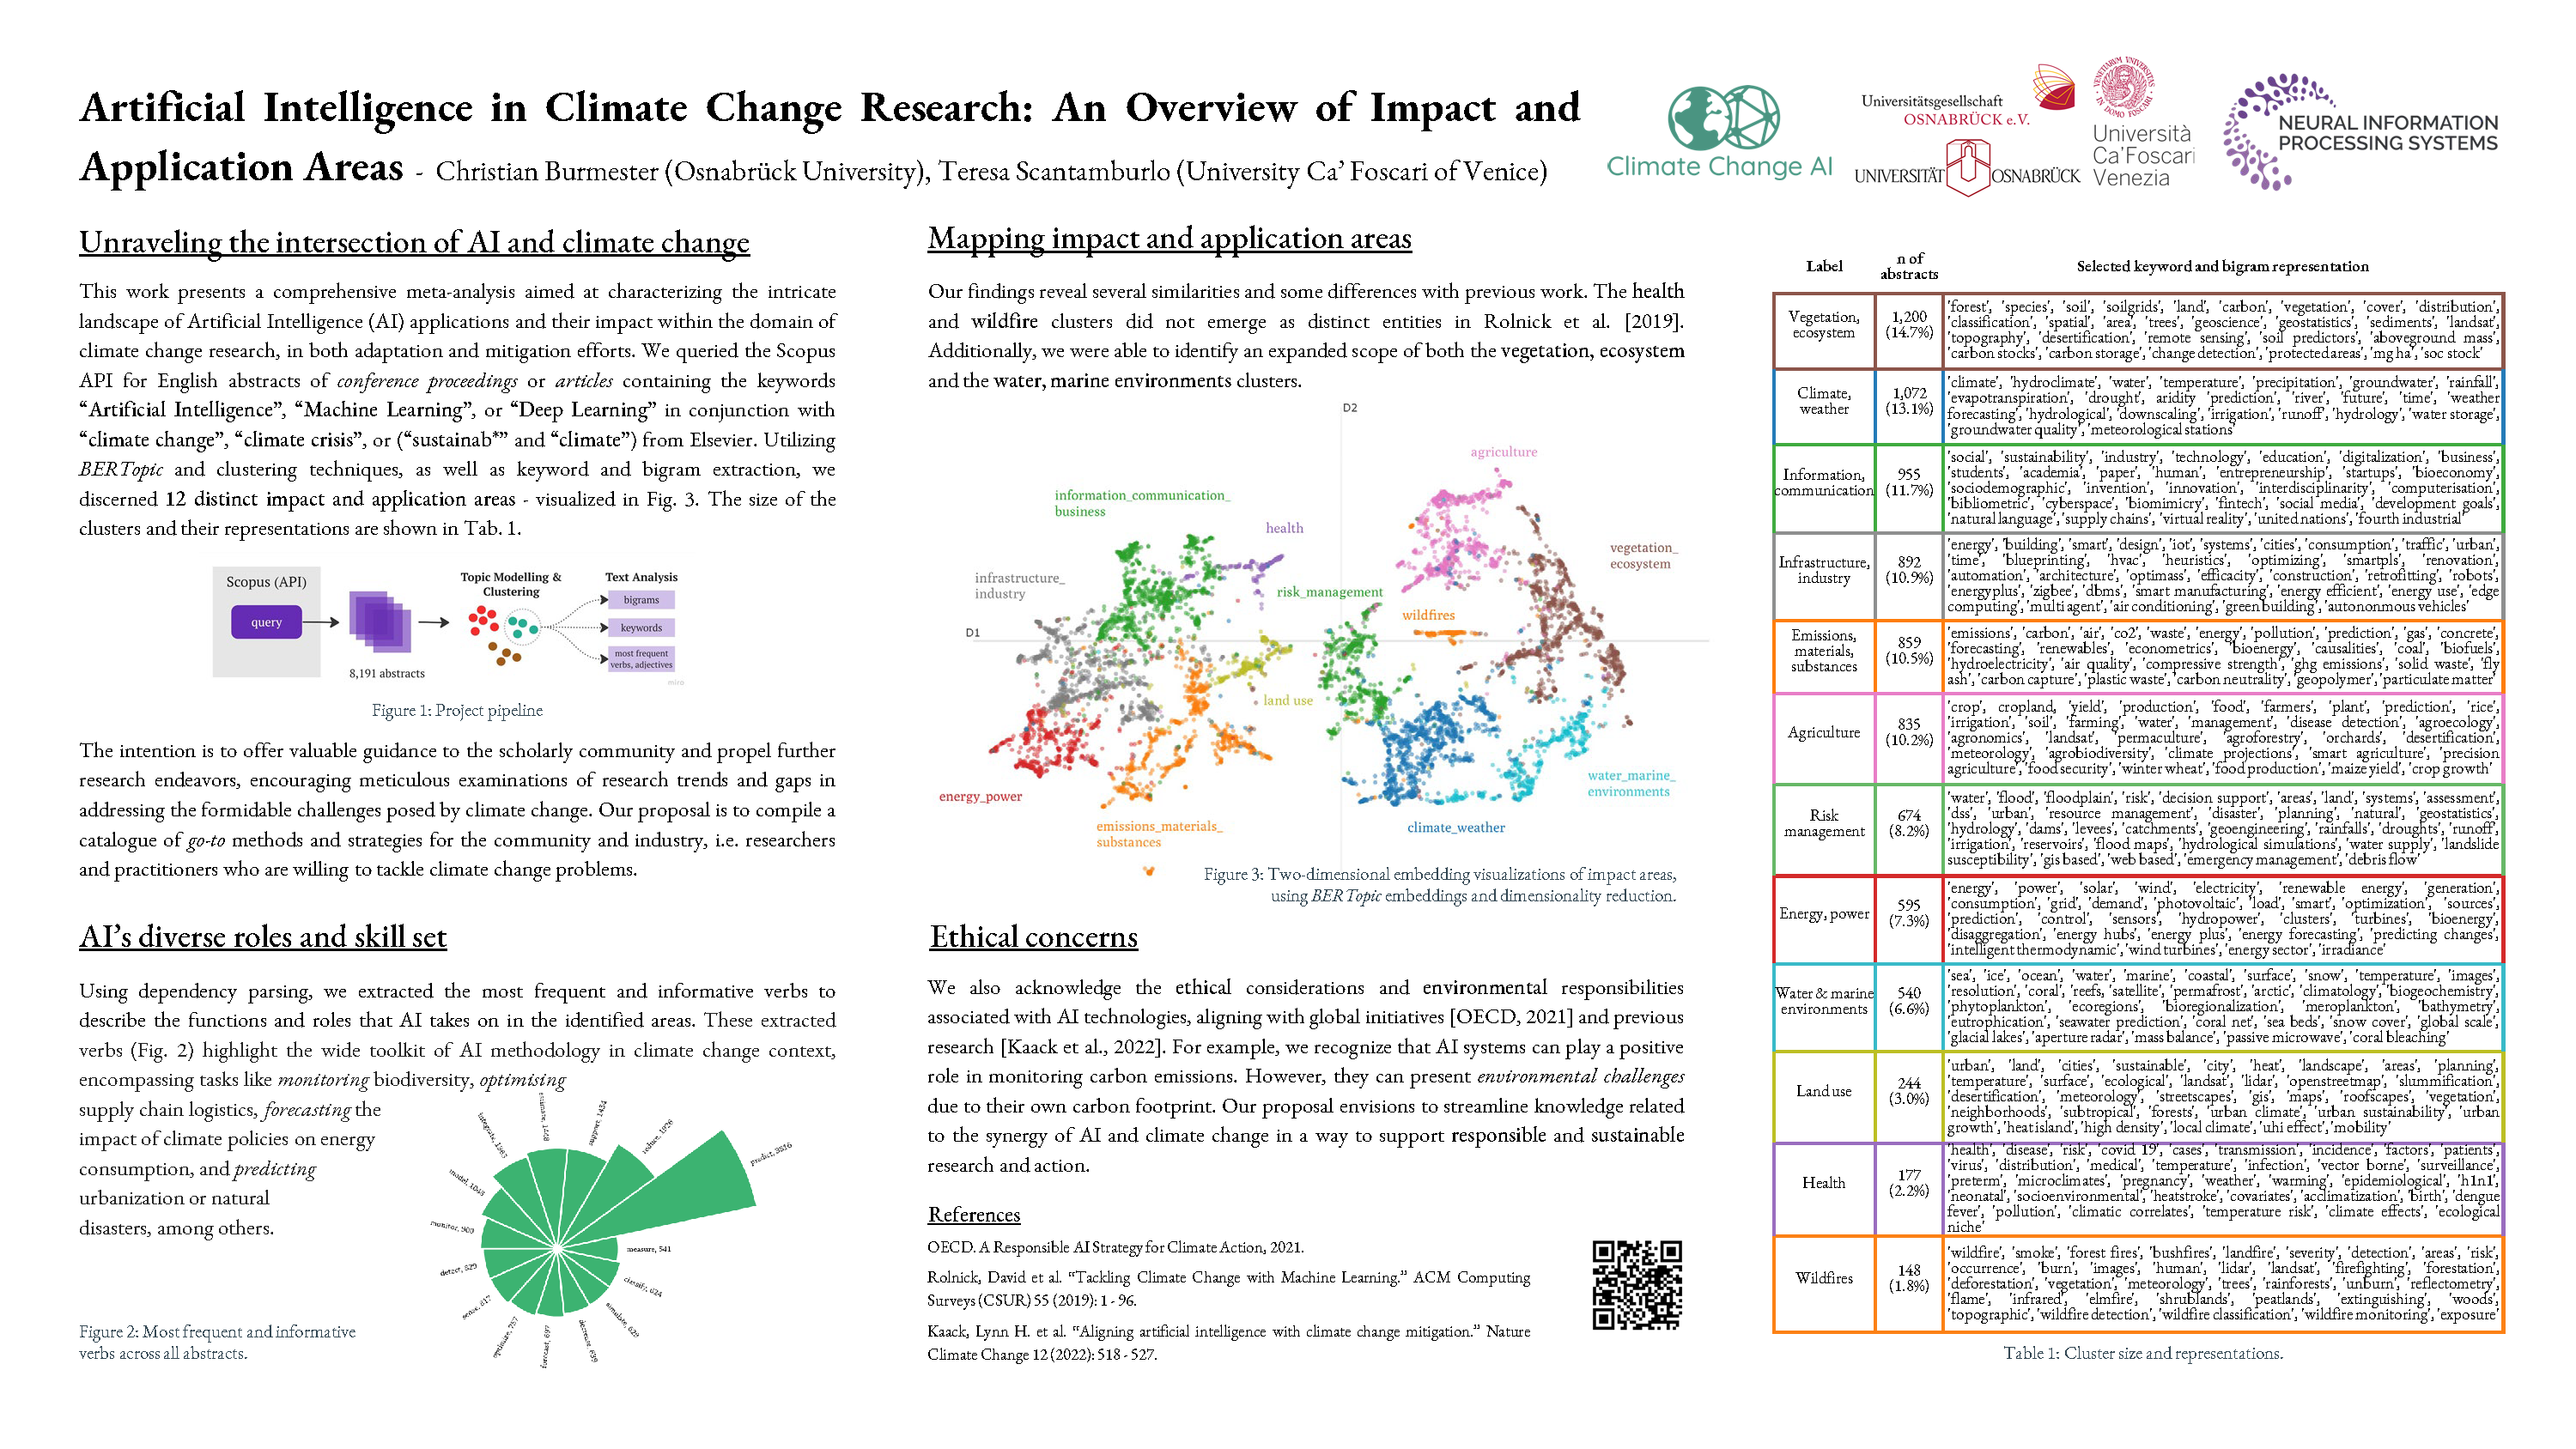 Artificial Intelligence in Climate Change Research: An Overview of Impact and
Application Areas - Christian Burmester (Osnabrück University), Teresa Scantamburlo (University Ca' Foscari of Venice)
Climate Change AI
Universitätsgesellschaft
OSNABRÜCK e.V.
UNIVERSITÄT OSNABRÜCK
Università
Ca'Foscari
Venezia
NEURAL INFORMATION
PROCESSING SYSTEMS
Unraveling the intersection of AI and climate change
This work presents a comprehensive meta-analysis aimed at characterizing the intricate
landscape of Artificial Intelligence (AI) applications and their impact within the domain of
climate change research, in both adaptation and mitigation efforts. We queried the Scopus
API for English abstracts of conference proceedings or articles containing the keywords
“Artificial Intelligence”, “Machine Learning”, or “Deep Learning” in conjunction with
“climate change”, “climate crisis”, or (“sustainab*” and “climate”) from Elsevier. Utilizing
BERTopic and clustering techniques, as well as keyword and bigram extraction, we
discerned 12 distinct impact and application areas - visualized in Fig. 3. The size of the
clusters and their representations are shown in Tab. 1.
Scopus (API)
query
8,191 abstracts
Topic Modelling &
Clustering
Text Analysis
bigrams
keywords
most frequent
verbs, adjectives
miro
Figure 1: Project pipeline
The intention is to offer valuable guidance to the scholarly community and propel further
research endeavors, encouraging meticulous examinations of research trends and gaps in
addressing the formidable challenges posed by climate change. Our proposal is to compile a
catalogue of go-to methods and strategies for the community and industry, i.e. researchers
and practitioners who are willing to tackle climate change problems.
AI's diverse roles and skill set
Using dependency parsing, we extracted the most frequent and informative verbs to
describe the functions and roles that AI takes on in the identified areas. These extracted
verbs (Fig. 2) highlight the wide toolkit of AI methodology in climate change context,
encompassing tasks like monitoring biodiversity, optimising
supply chain logistics, forecasting the
impact of climate policies on energy
consumption, and predicting
urbanization or natural
disasters, among others.
predict, 3516
support, 1434
model, 1043
monitor, 909
detect, 829
measure, 541
classify, 624
decrease, 639
forecast, 697
Figure 2: Most frequent and informative
verbs across all abstracts.
Mapping impact and application areas
Our findings reveal several similarities and some differences with previous work. The health
and wildfire clusters did not emerge as distinct entities in Rolnick et al. [2019].
Additionally, we were able to identify an expanded scope of both the vegetation, ecosystem
and the water, marine environments clusters.
D2
D1
agriculture
information_communication_
business
health
vegetation_
ecosystem
infrastructure_
industry
risk_management
wildfires
land use
water_marine_
environments
energy_power
emissions_materials_
substances
climate_weather
Figure 3: Two-dimensional embedding visualizations of impact areas,
using BERTopic embeddings and dimensionality reduction.
Ethical concerns
We also acknowledge the ethical considerations and environmental responsibilities
associated with AI technologies, aligning with global initiatives [OECD, 2021] and previous
research [Kaack et al., 2022]. For example, we recognize that AI systems can play a positive
role in monitoring carbon emissions. However, they can present environmental challenges
due to their own carbon footprint. Our proposal envisions to streamline knowledge related
to the synergy of AI and climate change in a way to support responsible and sustainable
research and action.
References
OECD. A Responsible AI Strategy for Climate Action, 2021.
Rolnick, David et al. “Tackling Climate Change with Machine Learning.” ACM Computing
Surveys (CSUR) 55 (2019): 1 - 96.
Kaack, Lynn H. et al. “Aligning artificial intelligence with climate change mitigation.” Nature
Climate Change 12 (2022): 518 - 527.
Label n of abstracts Selected keyword and bigram representation
Vegetation, ecosystem 1,200 (14.7%)
'forest', 'species', 'soil', 'soilgrids', 'land', 'carbon', 'vegetation', 'cover', 'distribution',
'classification', 'spatial', 'area', 'trees', 'geoscience', 'geostatistics', 'sediments', 'landsat',
'topography', 'desertification', 'remote sensing', 'soil predictors', 'aboveground mass',
'carbon stocks', 'carbon storage', 'change detection', 'protected areas', 'mg ha', 'soc stock'
Climate, weather 1,072 (13.1%)
'climate', 'hydroclimate', 'water', 'temperature', 'precipitation', 'groundwater', 'rainfall',
'evapotranspiration', 'drought', aridity 'prediction', 'river', 'future', 'time', 'weather
forecasting', 'hydrological', 'downscaling', 'irrigation', 'runoff', 'hydrology', 'water storage',
'groundwater quality', 'meteorological stations'
Information, communication 955 (11.7%)
'social', 'sustainability', 'industry', 'technology', 'education', 'digitalization', 'business',
'students', 'academia', 'paper', 'human', 'entrepreneurship', 'startups', 'bioeconomy',
'sociodemographic', 'invention', 'innovation', 'interdisciplinarity', 'computerisation',
'bibliometric', 'cyberspace', 'biomimicry', 'fintech', 'social media', 'development goals',
'natural language', 'supply chains', 'virtual reality', 'united nations', 'fourth industrial'
Infrastructure, industry 892 (10.9%)
'energy', 'building', 'smart', 'design', 'iot', 'systems', 'cities', 'consumption', 'traffic', 'urban',
'time', 'blueprinting', 'hvac', 'heuristics', 'optimizing', 'smartpls', 'renovation',
'automation', 'architecture', 'optimass', 'efficacity', 'construction', 'retrofitting', 'robots',
'energyplus', 'zigbee', 'dbms', 'smart manufacturing', 'energy efficient', 'energy use', 'edge
computing', 'multi agent', 'air conditioning', 'green building', 'autononmous vehicles'
Emissions, materials, substances 859 (10.5%)
'emissions', 'carbon', 'air', 'co2', 'waste', 'energy', 'pollution', 'prediction', 'gas', 'concrete',
'forecasting', 'renewables', 'econometrics', 'bioenergy', 'causalities', 'coal', 'biofuels',
'hydroelectricity', 'air quality', 'compressive strength', 'ghg emissions', 'solid waste', 'fly
ash', 'carbon capture', 'plastic waste', 'carbon neutrality', 'geopolymer', 'particulate matter'
Agriculture 835 (10.2%)
'crop', cropland, 'yield', 'production', 'food', 'farmers', 'plant', 'prediction', 'rice',
'irrigation', 'soil', 'farming', 'water', 'management', 'disease detection', 'agroecology',
'agronomics', 'landsat', 'permaculture', 'agroforestry', 'orchards', 'desertification',
'meteorology', 'agrobiodiversity', 'climate projections', 'smart agriculture', 'precision
agriculture', 'food security', 'winter wheat', 'food production', 'maize yield', 'crop growth'
Risk management 674 (8.2%)
'water', 'flood', 'floodplain', 'risk', 'decision support', 'areas', 'land', 'systems', 'assessment',
'dss', 'urban', 'resource management', 'disaster', 'planning', 'natural', 'geostatistics',
'hydrology', 'dams', 'levees', 'catchments', 'geoengineering', 'rainfalls', 'droughts', 'runoff',
'irrigation', 'reservoirs', 'flood maps', 'hydrological simulations', 'water supply', 'landslide
susceptibility', 'gis based', 'web based', 'emergency management', 'debris flow'
Energy, power 595 (7.3%)
'energy', 'power', 'solar', 'wind', 'electricity', 'renewable energy', 'generation',
'consumption', 'grid', 'demand', 'photovoltaic', 'load', 'smart', 'optimization', 'sources',
'prediction', 'control', 'sensors', 'hydropower', 'clusters', 'turbines', 'bioenergy',
'disaggregation', 'energy hubs', 'energy plus', 'energy forecasting', 'predicting changes',
'intelligent thermodynamic', 'wind turbines', 'energy sector', 'irradiance'
Water & marine environments 540 (6.6%)
'sea', 'ice', 'ocean', 'water', 'marine', 'coastal', 'surface', 'snow', 'temperature', 'images',
'resolution', 'coral', 'reefs, 'satellite', 'permafrost', 'arctic', 'climatology', 'biogeochemistry',
'phytoplankton', 'ecoregions', 'bioregionalization', 'meroplankton', 'bathymetry',
'eutrophication', 'seawater prediction', 'coral net', 'sea beds', 'snow cover', 'global scale',
'glacial lakes', 'aperture radar', 'mass balance', 'passive microwave', 'coral bleaching'
Land use 244 (3.0%)
'urban', 'land', 'cities', 'sustainable', 'city', 'heat', 'landscape', 'areas', 'planning',
'temperature', 'surface', 'ecological', 'landsat', 'lidar', 'openstreetmap', 'slummification',
'desertification', 'meteorology', 'streetscapes', 'gis', 'maps', 'roofscapes', 'vegetation',
'neighborhoods', 'subtropical', 'forests', 'urban climate', 'urban sustainability', 'urban
growth', 'heat island', 'high density', 'local climate', 'uhi effect', 'mobility'
Health 177 (2.2%)
'health', 'disease', 'risk', 'covid 19', 'cases', 'transmission', 'incidence', 'factors', 'patients',
'virus', 'distribution', 'medical', 'temperature', 'infection', 'vector borne', 'surveillance',
'preterm', 'microclimates', 'pregnancy', 'weather', 'warming', 'epidemiological', 'h1n1',
'neonatal', 'socioenvironmental', 'heatstroke', 'covariates', 'acclimatization', 'birth', 'dengue
fever', 'pollution', 'climatic correlates', 'temperature risk', 'climate effects', 'ecological
niche'
Wildfires 148 (1.8%)
'wildfire', 'smoke', 'forest fires', 'bushfires', 'landfire', 'severity', 'detection', 'areas', 'risk',
'occurrence', 'burn', 'images', 'human', 'lidar', 'landsat', 'firefighting', 'forestation',
'deforestation', 'vegetation', 'meteorology', 'trees', 'rainforests', 'unburn', 'reflectometry',
'flame', 'infrared', 'elmfire', 'shrublands', 'peatlands', 'extinguishing', 'woods',
'topographic', 'wildfire detection', 'wildfire classification', 'wildfire monitoring', 'exposure'
Table 1: Cluster size and representations.